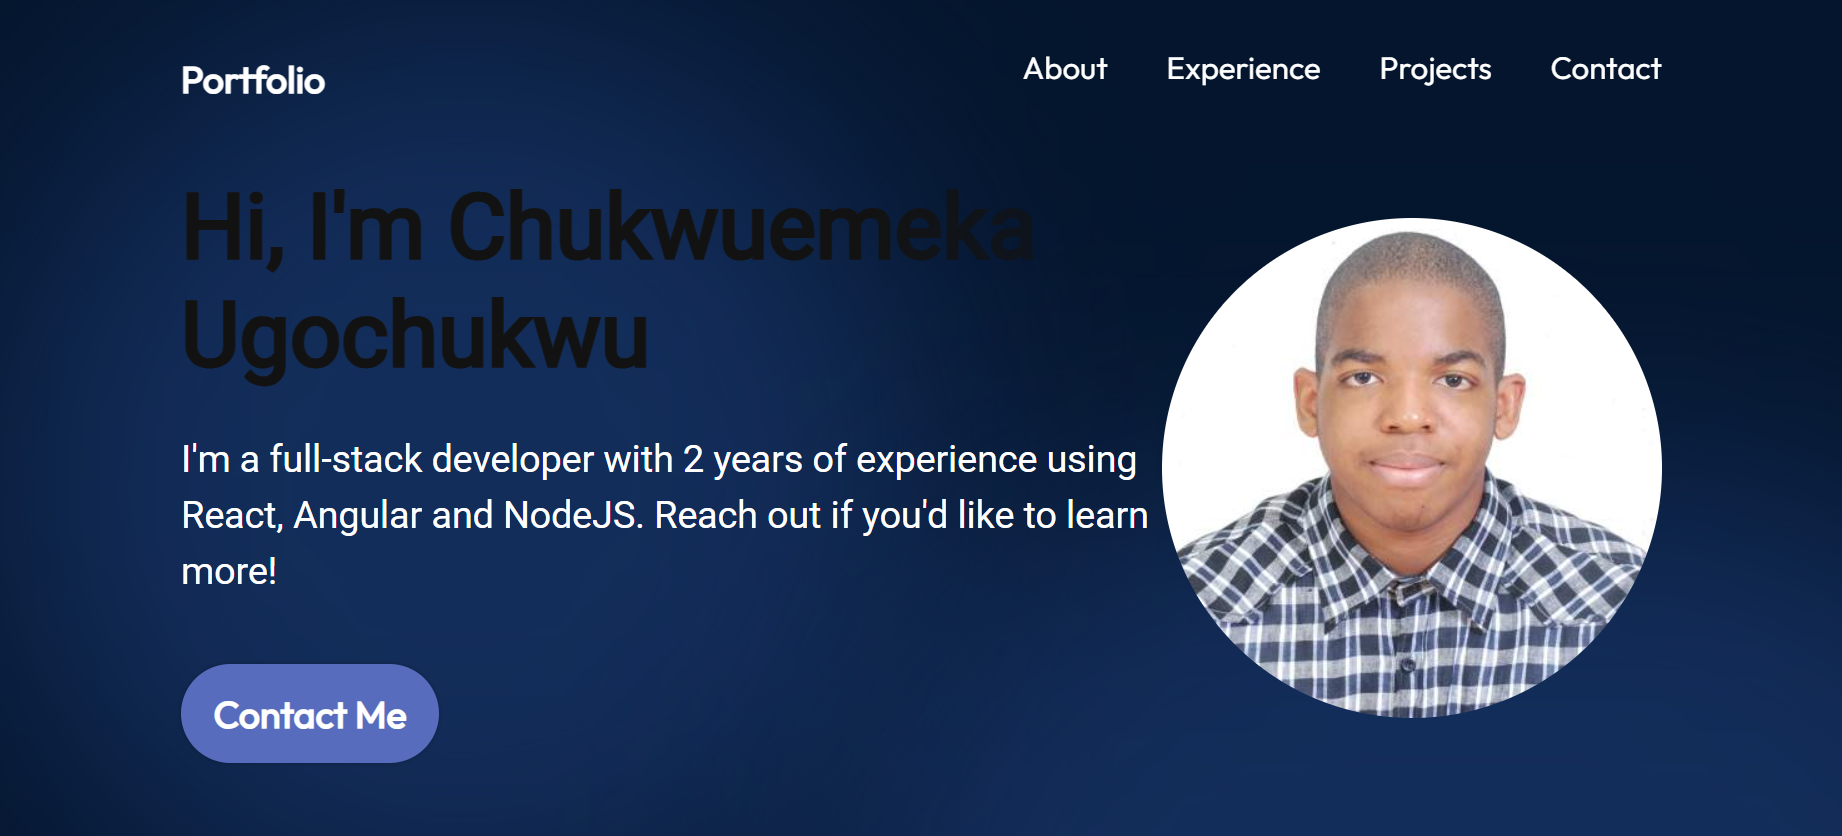 Portfolio
About Experience Projects Contact
Hi, I'm Chukwuemeka
Ugochukwu
I'm a full-stack developer with 2 years of experience using
React, Angular and NodeJS. Reach out if you'd like to learn
more!
Contact Me